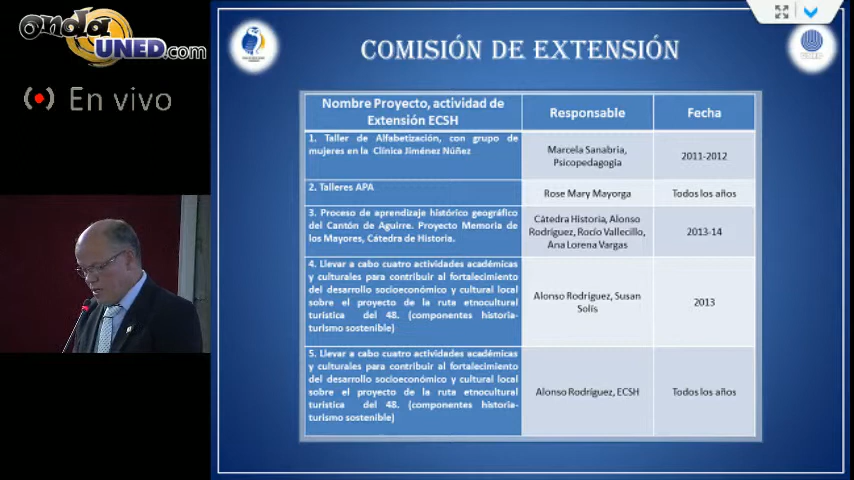 onda
UNED.com
En vivo
COMISIÓN DE EXTENSIÓN
Nombre Proyecto, actividad de
Extensión ECSH
Responsable
Fecha
1. Taller de Alfabetización, con grupo de
mujeres en la Clínica Jiménez Núñez
Marcela Sanabria,
Psicopedagogia
2011-2012
2. Talleres APA
Rose Mary Mayorga
Todos los años
3. Proceso de aprendizaje histórico geográfico
del Cantón de Aguirre. Proyecto Memoria de
los Mayores, Cátedra de Historia.
Cátedra Historia, Alonso
Rodríguez, Rocío Vallecillo,
Ana Lorena Vargas
2013-14
4. Llevar a cabo cuatro actividades académicas
y culturales para contribuir al fortalecimiento
del desarrollo socioeconómico y cultural local
sobre el proyecto de la ruta etnocultural
turística del 48. (componentes historia-
turismo sostenible)
Alonso Rodríguez, Susan
Solís
2013
5. Llevar a cabo cuatro actividades académicas
y culturales para contribuir al fortalecimiento
del desarrollo socioeconómico y cultural local
sobre el proyecto de la ruta etnocultural
turística del 48. (componentes historia-
turismo sostenible)
Alonso Rodríguez, ECSH
Todos los años